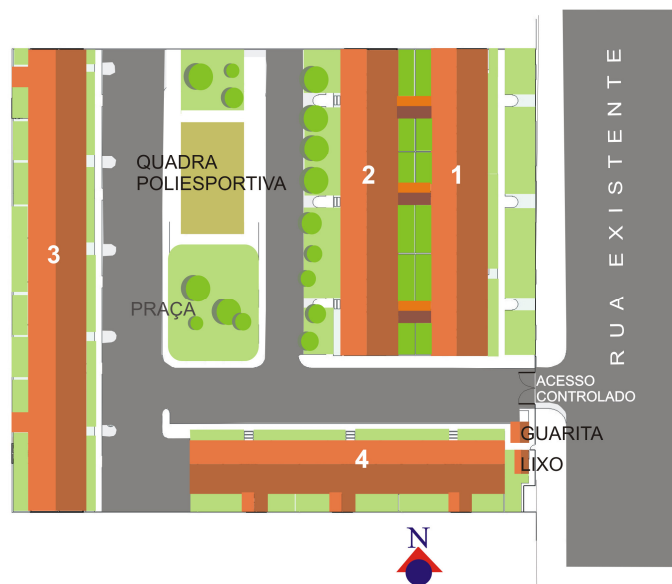 RUA EXISTENTE
QUADRA
POLIESPORTIVA
2
1
3
PRAÇA
ACESSO
CONTROLADO
GUARITA
4
LIXO
N